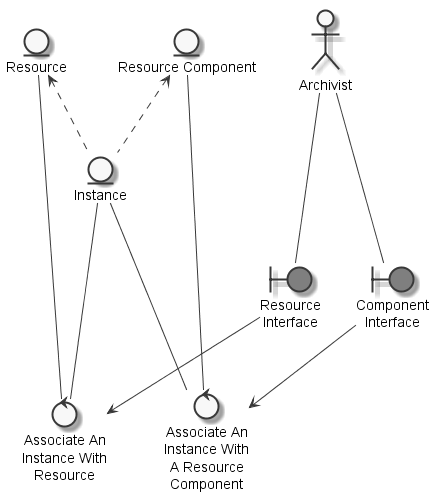 Resource
Resource Component
Archivist
Instance
Resource
Interface
Component
Interface
Associate An
Instance With
Resource
Associate An
Instance With
A Resource
Component